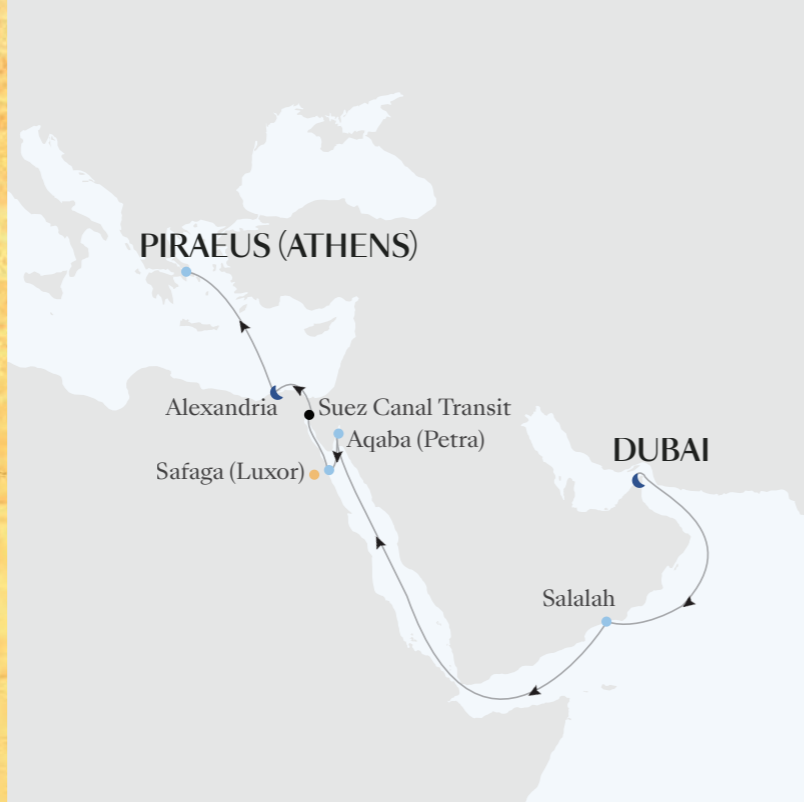 PIRAEUS (ATHENS)
Alexandria
Suez Canal Transit
Aqaba (Petra)
DUBAI
Safaga (Luxor)
Salalah